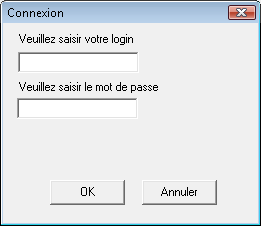 Connexion
Veuillez saisir votre login
Veuillez saisir le mot de passe
OK
Annuler